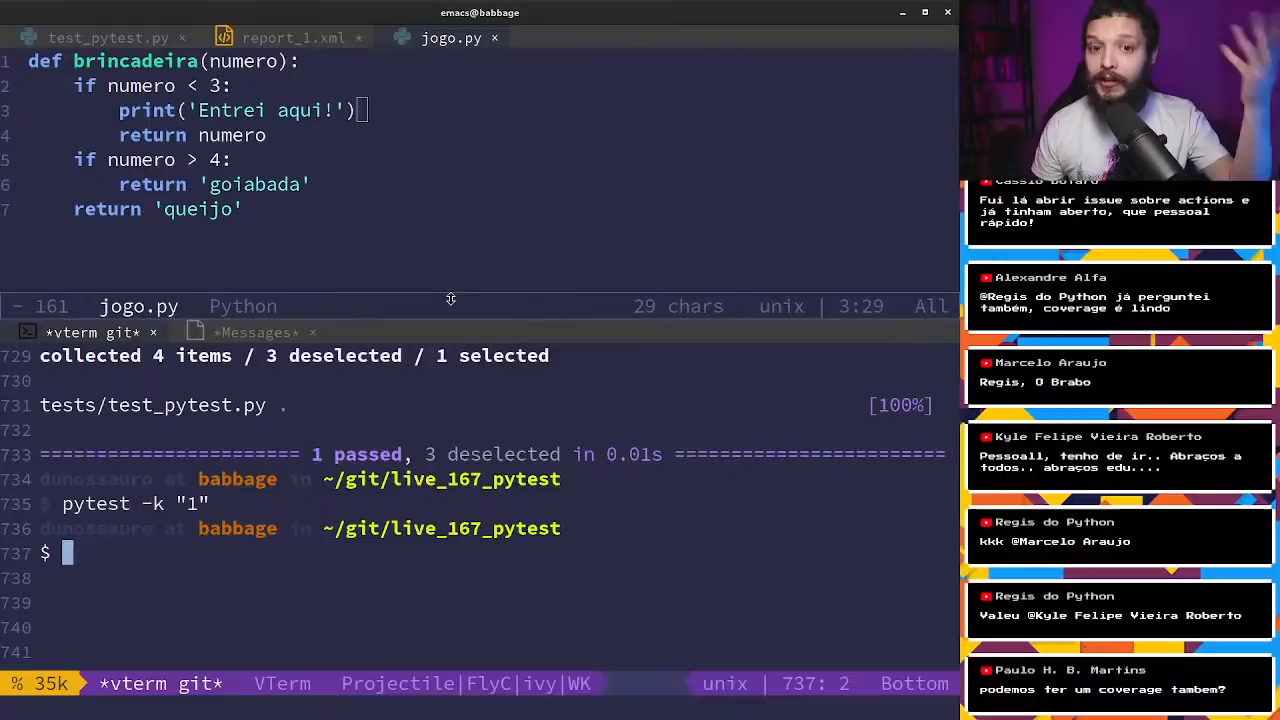 emacs@babbage
test_pytest.py × report_1.xml × jogo.py ×
1 def brincadeira(numero):
2 if numero < 3:
3 print('Entrei aqui!')
4 return numero
5 if numero > 4:
6 return 'goiabada'
7 return 'queijo'
- 161 jogo.py Python 29 chars unix | 3:29 All
*vterm git* × *Messages* ×
729 collected 4 items / 3 deselected / 1 selected
730
731 tests/test_pytest.py . [100%]
732
733 ====================== 1 passed, 3 deselected in 0.01s =======================
734 dunossauro at babbage in ~/git/live_167_pytest
735 $ pytest -k "1"
736 dunossauro at babbage in ~/git/live_167_pytest
737 $
738
739
740
741
% 35k *vterm git* VTerm Projectile|FlyC|ivy|WK unix | 737: 2 Bottom
Fui lá abrir issue sobre actions e
já tinham aberto, que pessoal
rápido!
Alexandre Alfa
@Regis do Python já perguntei
também, coverage é lindo
Marcelo Araujo
Regis, O Brabo
Kyle Felipe Vieira Roberto
Pessoall, tenho de ir.. Abraços a
todos.. abraços edu....
Regis do Python
kkk @Marcelo Araujo
Regis do Python
Valeu @Kyle Felipe Vieira Roberto
Paulo H. B. Martins
podemos ter um coverage tambem?